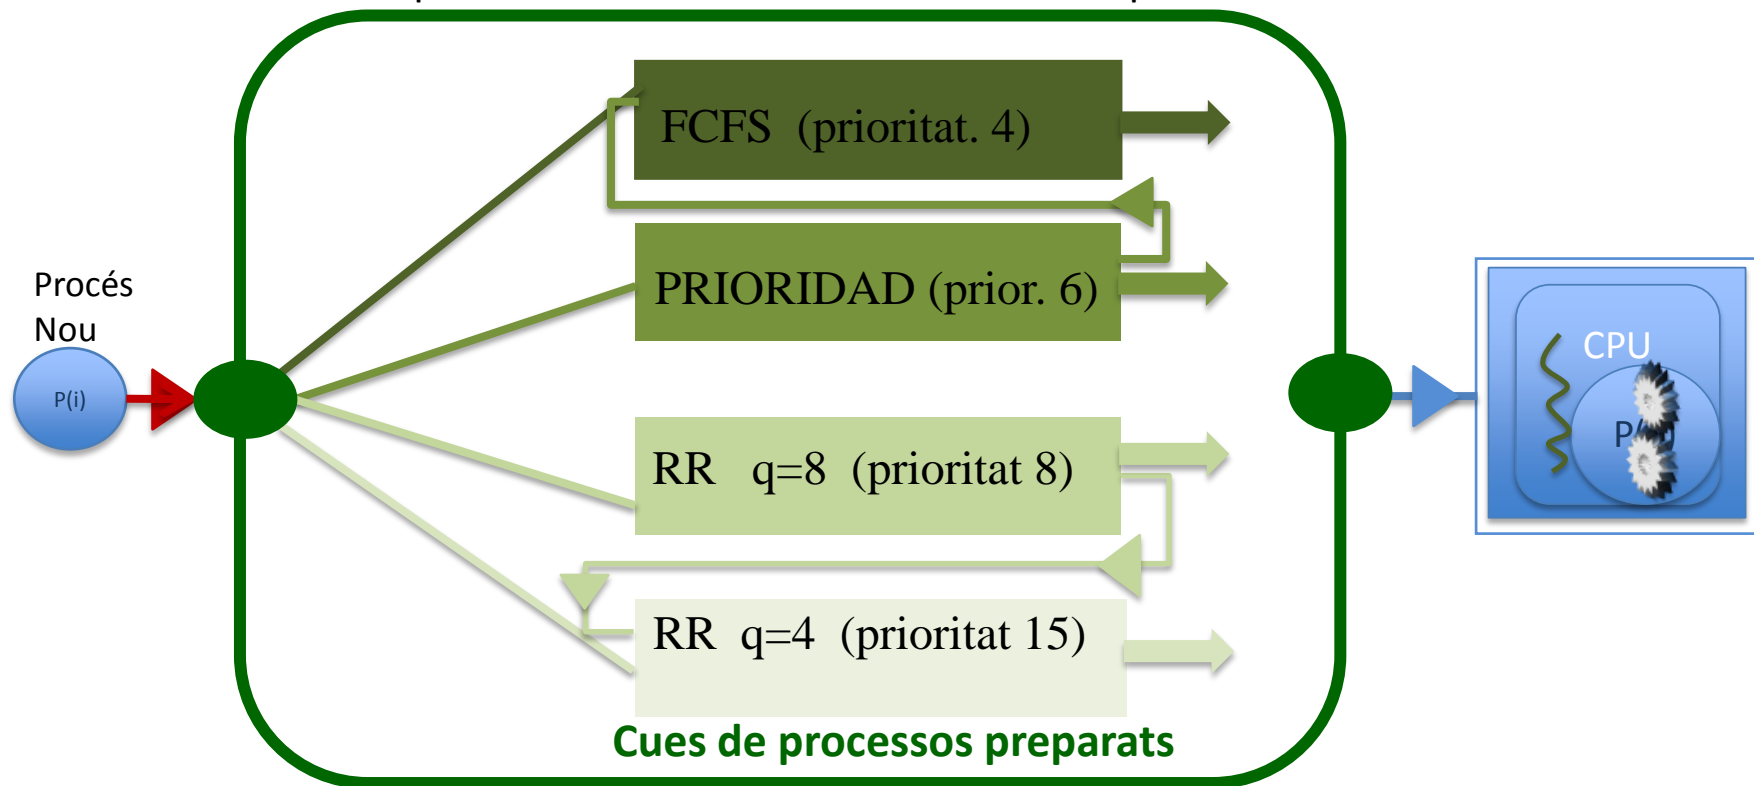 FCFS (prioritat. 4)
PRIORIDAD (prior. 6)
Procés
Nou
P(i)
CPU
RR q=8 (prioritat 8)
RR q=4 (prioritat 15)
Cues de processos preparats